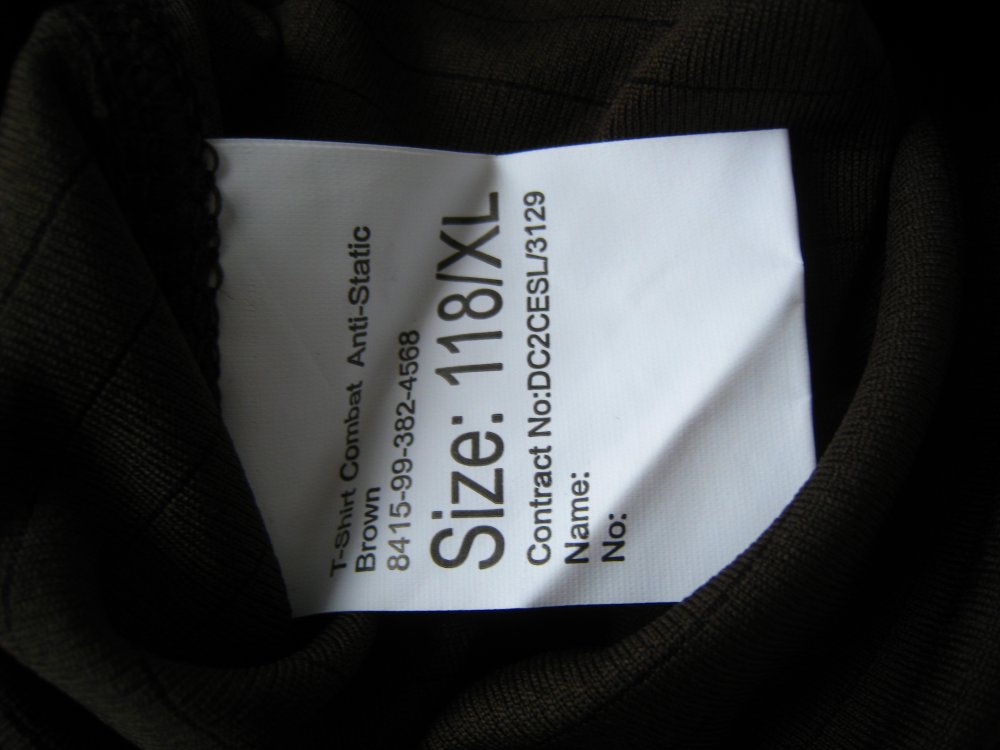 T-Shirt Combat Anti-Static
Brown
8415-99-382-4568
Size: 118/XL
Contract No:DC2CESL/3129
Name:
No: